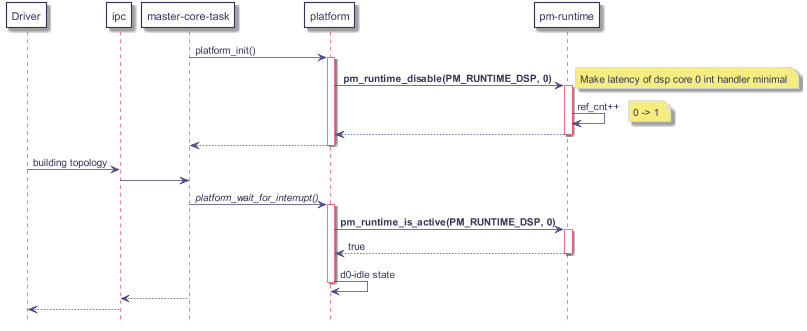 Driver
ipc
master-core-task
platform
pm-runtime
platform_init()
pm_runtime_disable(PM_RUNTIME_DSP, 0)
Make latency of dsp core 0 int handler minimal
ref_cnt++
0 -> 1
building topology
platform_wait_for_interrupt()
pm_runtime_is_active(PM_RUNTIME_DSP, 0)
true
d0-idle state